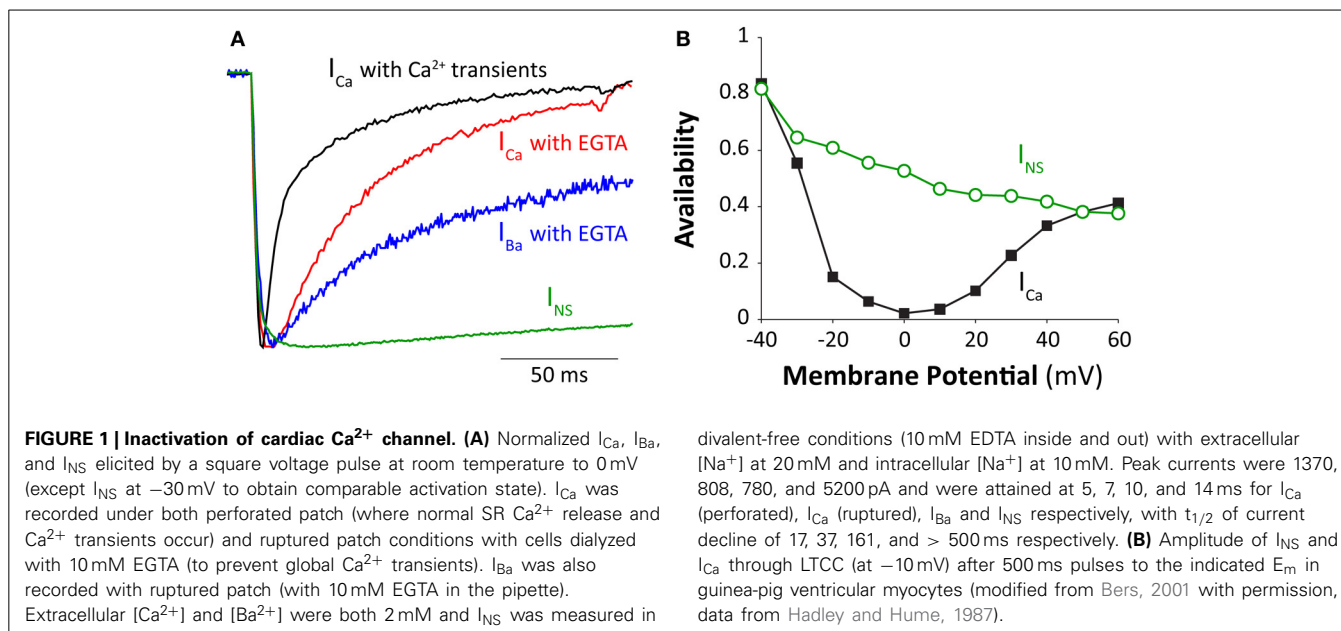 A
I_Ca with Ca²⁺ transients
I_Ca with EGTA
I_Ba with EGTA
I_NS
50 ms
B
1
0.8
0.6
0.4
0.2
0
Availability
I_NS
I_Ca
-40 -20 0 20 40 60
Membrane Potential (mV)
FIGURE 1 | Inactivation of cardiac Ca²⁺ channel. (A) Normalized I_Ca, I_Ba,
and I_NS elicited by a square voltage pulse at room temperature to 0 mV
(except I_NS at −30 mV to obtain comparable activation state). I_Ca was
recorded under both perforated patch (where normal SR Ca²⁺ release and
Ca²⁺ transients occur) and ruptured patch conditions with cells dialyzed
with 10 mM EGTA (to prevent global Ca²⁺ transients). I_Ba was also
recorded with ruptured patch (with 10 mM EGTA in the pipette).
Extracellular [Ca²⁺] and [Ba²⁺] were both 2 mM and I_NS was measured in
divalent-free conditions (10 mM EDTA inside and out) with extracellular
[Na⁺] at 20 mM and intracellular [Na⁺] at 10 mM. Peak currents were 1370,
808, 780, and 5200 pA and were attained at 5, 7, 10, and 14 ms for I_Ca
(perforated), I_Ca (ruptured), I_Ba and I_NS respectively, with t_1/2 of current
decline of 17, 37, 161, and > 500 ms respectively. (B) Amplitude of I_NS and
I_Ca through LTCC (at −10 mV) after 500 ms pulses to the indicated E_m in
guinea-pig ventricular myocytes (modified from Bers, 2001 with permission,
data from Hadley and Hume, 1987).